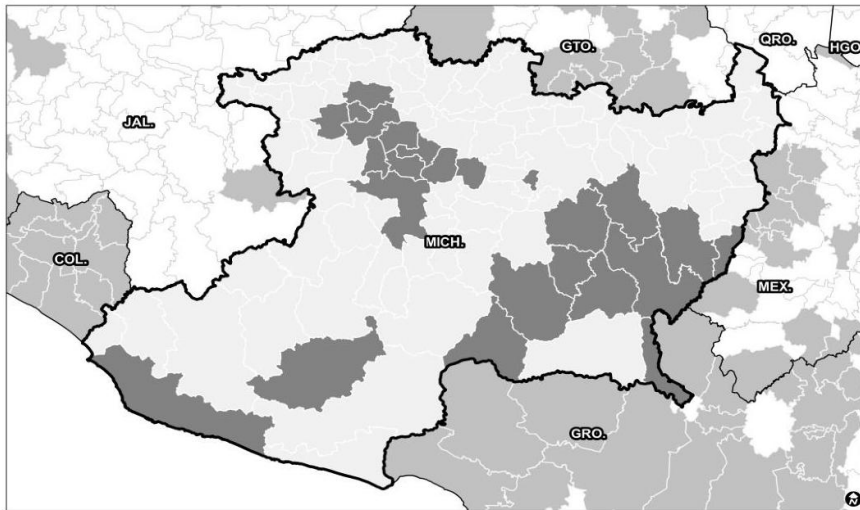 GTO.
QRO.
HGO
JAL.
MICH.
COL.
MEX.
GRO.
N